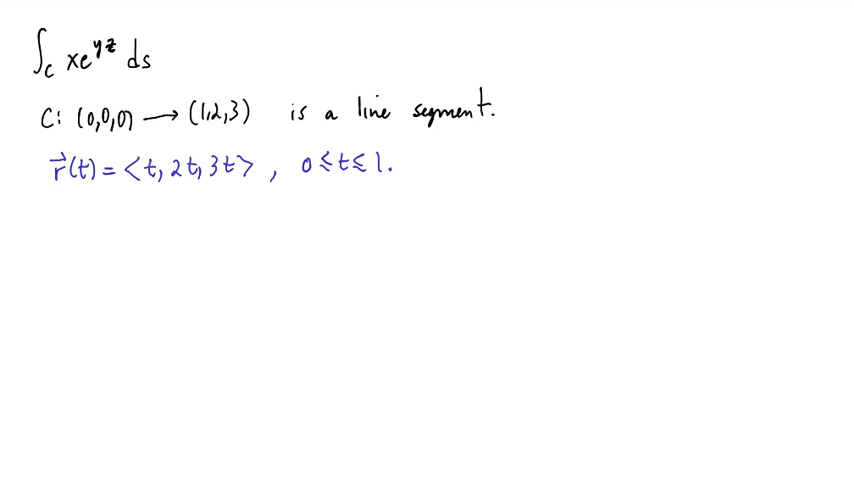 ∫_C xe^{yz} ds
C: (0,0,0) → (1,2,3) is a line segment.
r⃗(t) = <t, 2t, 3t>, 0 ≤ t ≤ 1.